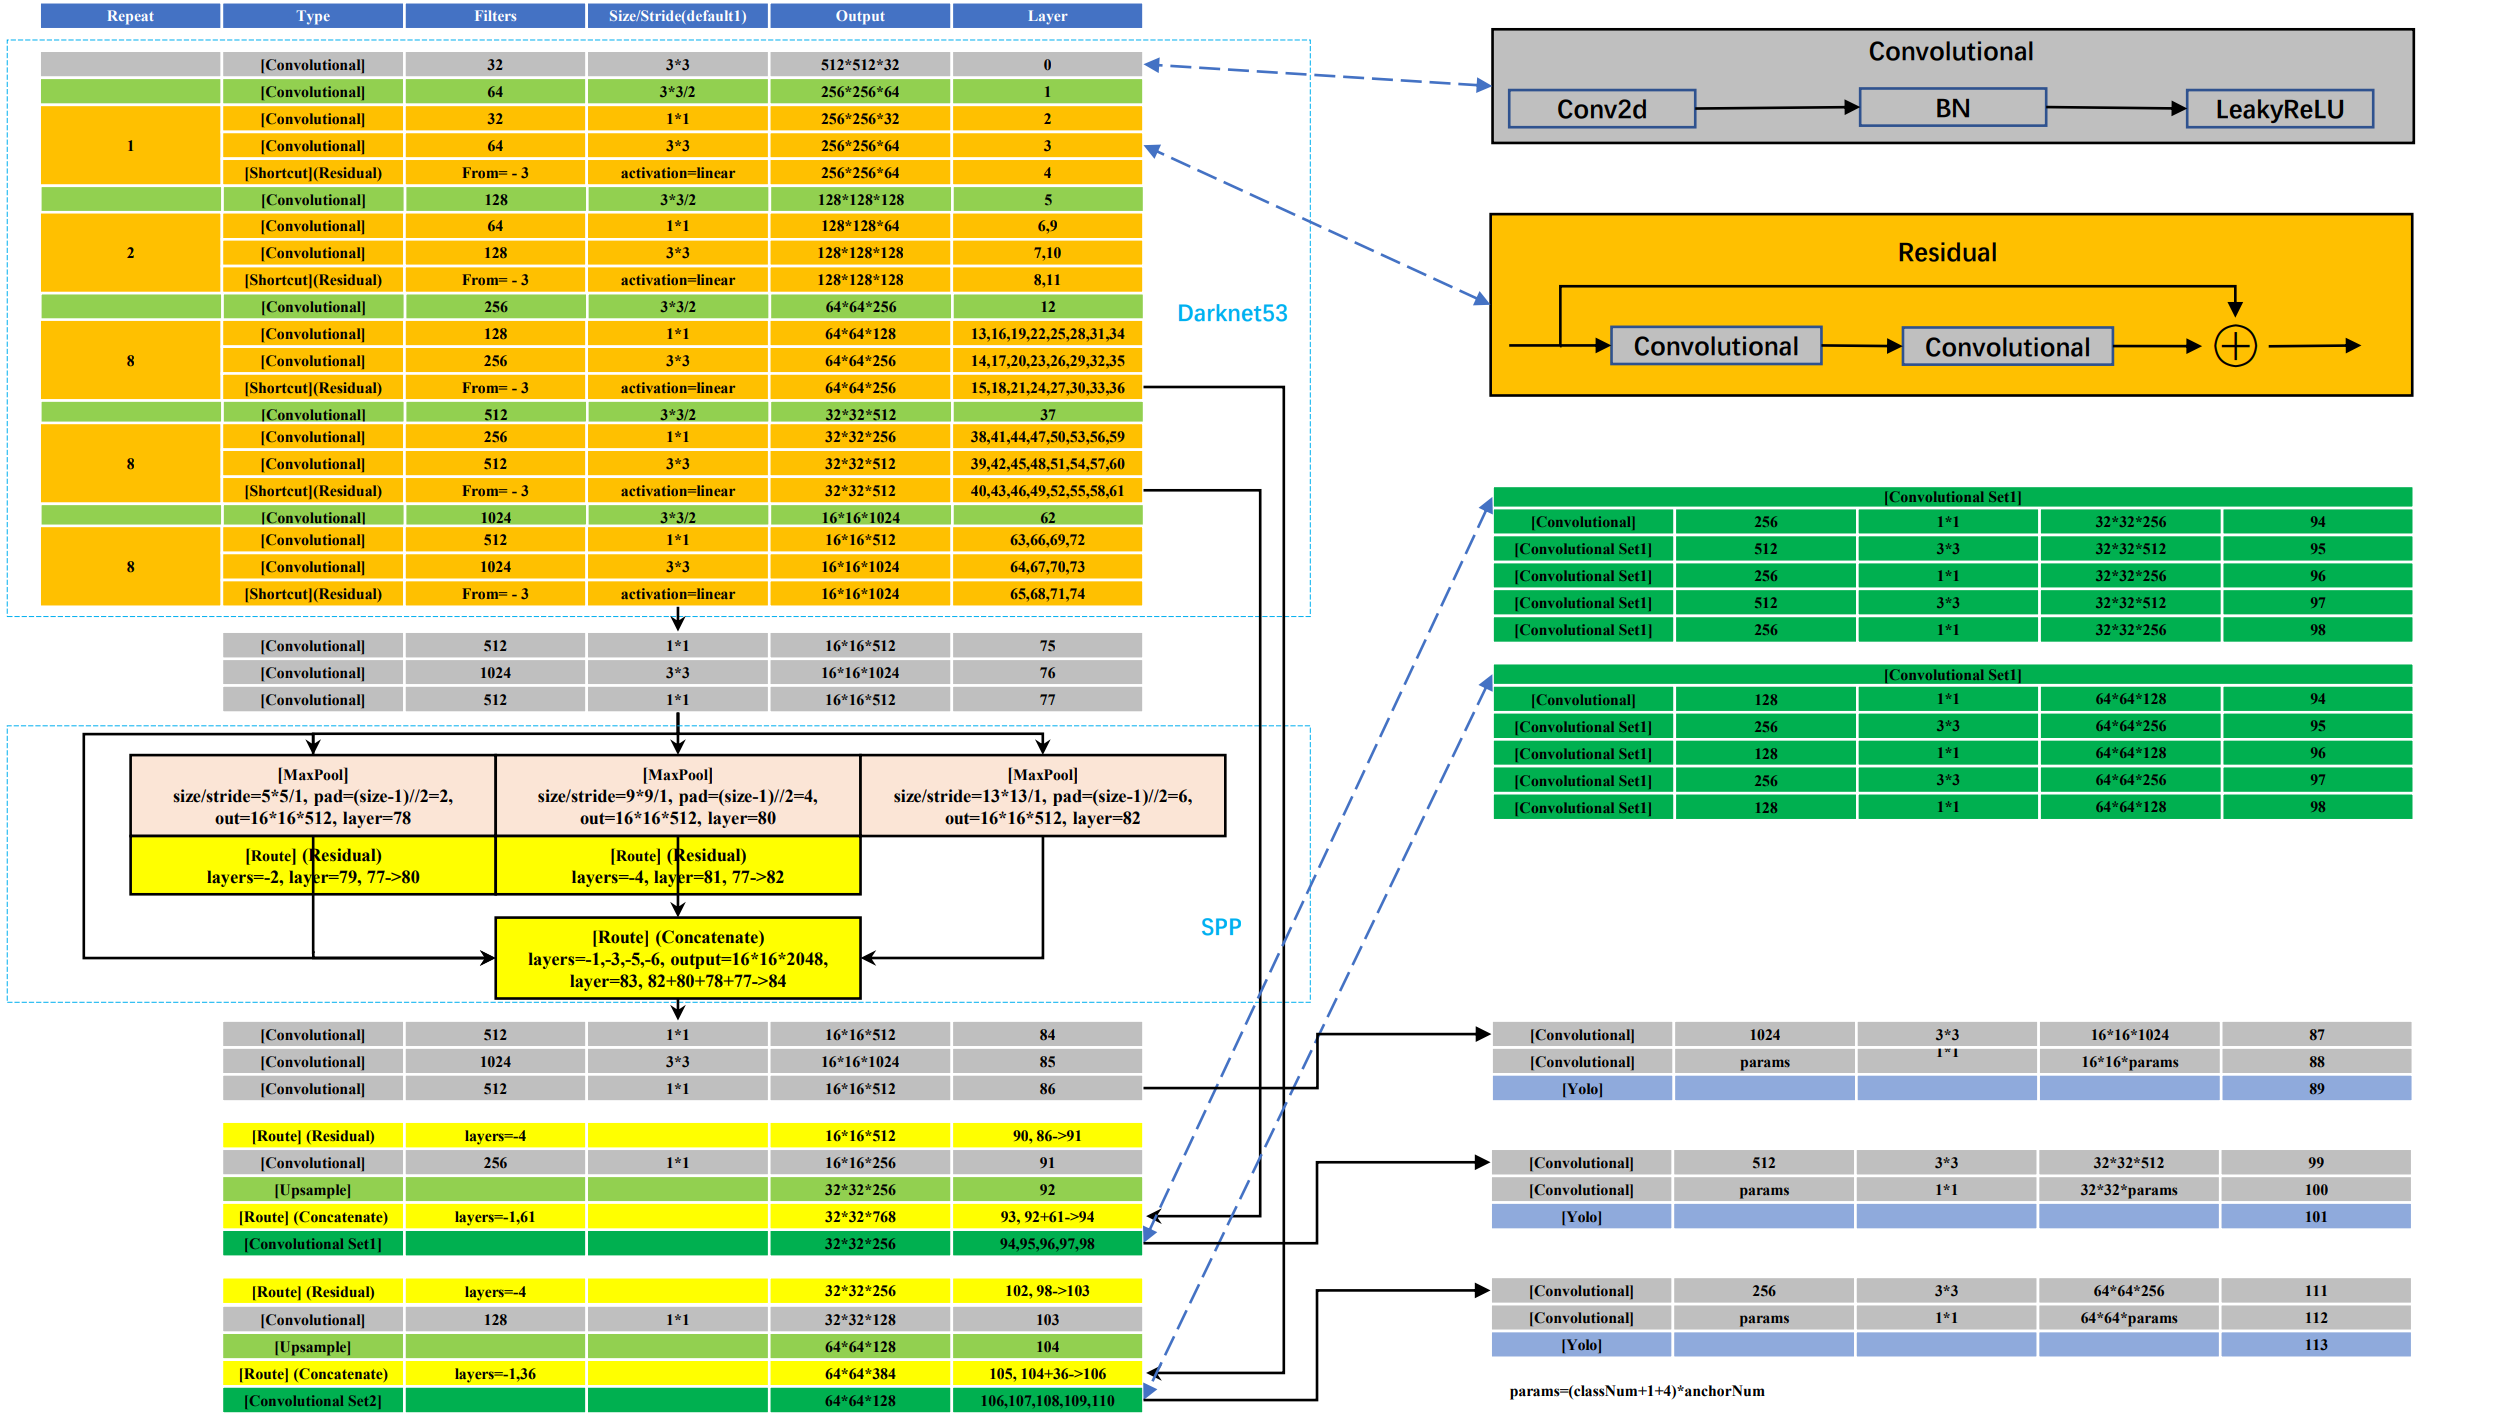 Repeat Type Filters Size/Stride(default1) Output Layer
[Convolutional] 32 3*3 512*512*32 0
[Convolutional] 64 3*3/2 256*256*64 1
[Convolutional] 32 1*1 256*256*32 2
1 [Convolutional] 64 3*3 256*256*64 3
[Shortcut](Residual) From= - 3 activation=linear 256*256*64 4
[Convolutional] 128 3*3/2 128*128*128 5
[Convolutional] 64 1*1 128*128*64 6,9
2 [Convolutional] 128 3*3 128*128*128 7,10
[Shortcut](Residual) From= - 3 activation=linear 128*128*128 8,11
[Convolutional] 256 3*3/2 64*64*256 12
[Convolutional] 128 1*1 64*64*128 13,16,19,22,25,28,31,34
8 [Convolutional] 256 3*3 64*64*256 14,17,20,23,26,29,32,35
[Shortcut](Residual) From= - 3 activation=linear 64*64*256 15,18,21,24,27,30,33,36
[Convolutional] 512 3*3/2 32*32*512 37
[Convolutional] 256 1*1 32*32*256 38,41,44,47,50,53,56,59
8 [Convolutional] 512 3*3 32*32*512 39,42,45,48,51,54,57,60
[Shortcut](Residual) From= - 3 activation=linear 32*32*512 40,43,46,49,52,55,58,61
[Convolutional] 1024 3*3/2 16*16*1024 62
[Convolutional] 512 1*1 16*16*512 63,66,69,72
8 [Convolutional] 1024 3*3 16*16*1024 64,67,70,73
[Shortcut](Residual) From= - 3 activation=linear 16*16*1024 65,68,71,74
Darknet53
[Convolutional] 512 1*1 16*16*512 75
[Convolutional] 1024 3*3 16*16*1024 76
[Convolutional] 512 1*1 16*16*512 77
[MaxPool]
size/stride=5*5/1, pad=(size-1)//2=2,
out=16*16*512, layer=78
[MaxPool]
size/stride=9*9/1, pad=(size-1)//2=4,
out=16*16*512, layer=80
[MaxPool]
size/stride=13*13/1, pad=(size-1)//2=6,
out=16*16*512, layer=82
[Route] (Residual)
layers=-2, layer=79, 77->80
[Route] (Residual)
layers=-4, layer=81, 77->82
[Route] (Concatenate)
layers=-1,-3,-5,-6, output=16*16*2048,
layer=83, 82+80+78+77->84
SPP
[Convolutional] 512 1*1 16*16*512 84
[Convolutional] 1024 3*3 16*16*1024 85
[Convolutional] 512 1*1 16*16*512 86
[Route] (Residual) layers=-4 16*16*512 90, 86->91
[Convolutional] 256 1*1 16*16*256 91
[Upsample] 32*32*256 92
[Route] (Concatenate) layers=-1,61 32*32*768 93, 92+61->94
[Convolutional Set1] 32*32*256 94,95,96,97,98
[Route] (Residual) layers=-4 32*32*256 102, 98->103
[Convolutional] 128 1*1 32*32*128 103
[Upsample] 64*64*128 104
[Route] (Concatenate) layers=-1,36 64*64*384 105, 104+36->106
[Convolutional Set2] 64*64*128 106,107,108,109,110
Convolutional
Conv2d BN LeakyReLU
Residual
Convolutional Convolutional
[Convolutional Set1]
[Convolutional] 256 1*1 32*32*256 94
[Convolutional Set1] 512 3*3 32*32*512 95
[Convolutional Set1] 256 1*1 32*32*256 96
[Convolutional Set1] 512 3*3 32*32*512 97
[Convolutional Set1] 256 1*1 32*32*256 98
[Convolutional Set1]
[Convolutional] 128 1*1 64*64*128 94
[Convolutional Set1] 256 3*3 64*64*256 95
[Convolutional Set1] 128 1*1 64*64*128 96
[Convolutional Set1] 256 3*3 64*64*256 97
[Convolutional Set1] 128 1*1 64*64*128 98
[Convolutional] 1024 3*3 16*16*1024 87
[Convolutional] params 1*1 16*16*params 88
[Yolo] 89
[Convolutional] 512 3*3 32*32*512 99
[Convolutional] params 1*1 32*32*params 100
[Yolo] 101
[Convolutional] 256 3*3 64*64*256 111
[Convolutional] params 1*1 64*64*params 112
[Yolo] 113
params=(classNum+1+4)*anchorNum